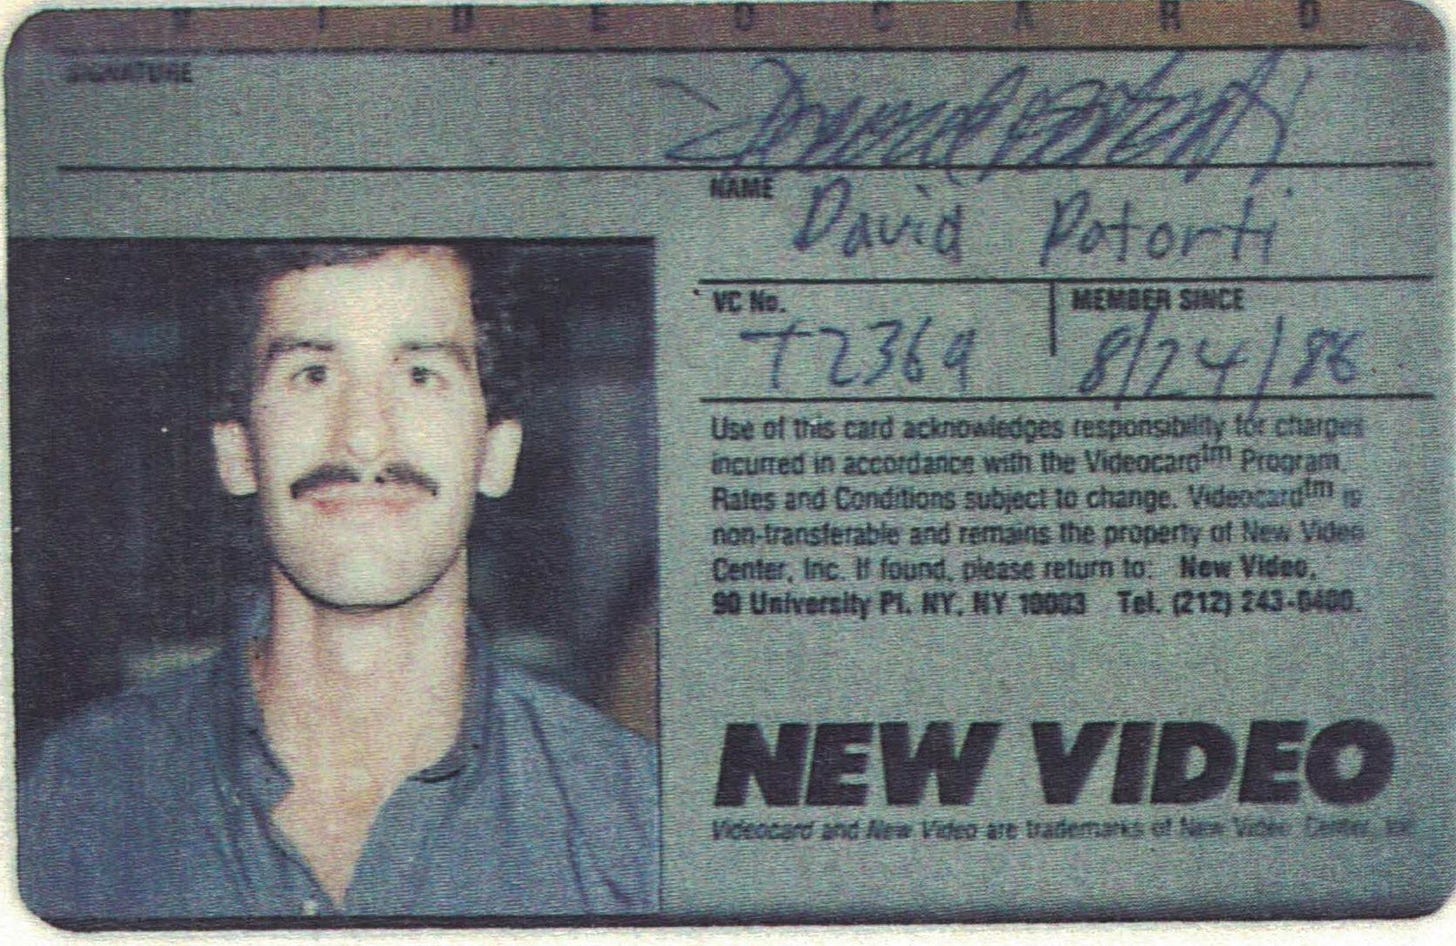 VIDEOCARD
SIGNATURE
NAME David Potorti
VC No. MEMBER SINCE
T2369 8/24/86
Use of this card acknowledges responsibility for charges
incurred in accordance with the Videocard™ Program.
Rates and Conditions subject to change. Videocard™ is
non-transferable and remains the property of New Video
Center, Inc. If found, please return to: New Video,
90 University Pl. NY, NY 10003 Tel. (212) 243-0400.
NEW VIDEO
Videocard and New Video are trademarks of New Video Center, Inc.